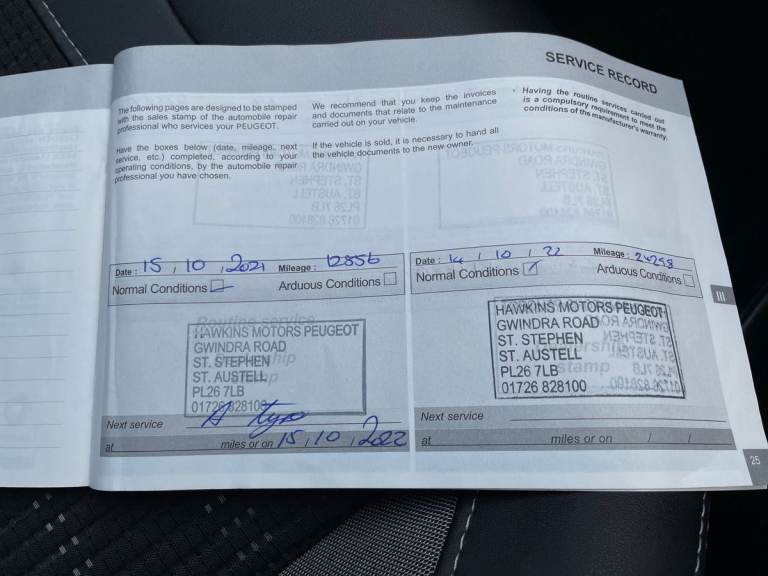 SERVICE RECORD
The following pages are designed to be stamped
with the sales stamp of the automobile repair
professional who services your PEUGEOT.
Have the boxes below (date, mileage, next
service, etc.) completed, according to your
operating conditions, by the automobile repair
professional you have chosen.
We recommend that you keep the invoices
and documents that relate to the maintenance
carried out on your vehicle.
If the vehicle is sold, it is necessary to hand all
the vehicle documents to the new owner.
Having the routine services carried out
is a compulsory requirement to meet the
conditions of the manufacturer's warranty.
Date : 15 / 10 / 2021 Mileage : 12856
Normal Conditions Arduous Conditions
Routine service
HAWKINS MOTORS PEUGEOT
GWINDRA ROAD
ST. STEPHEN
ST. AUSTELL
PL26 7LB
01726 828100
Next service
at miles or on 15 / 10 / 2022
Date : 14 / 10 / 22 Mileage : 24258
Normal Conditions Arduous Conditions
HAWKINS MOTORS PEUGEOT
GWINDRA ROAD
ST. STEPHEN
ST. AUSTELL
PL26 7LB
stamp
01726 828100
Next service
at miles or on / /
III
25